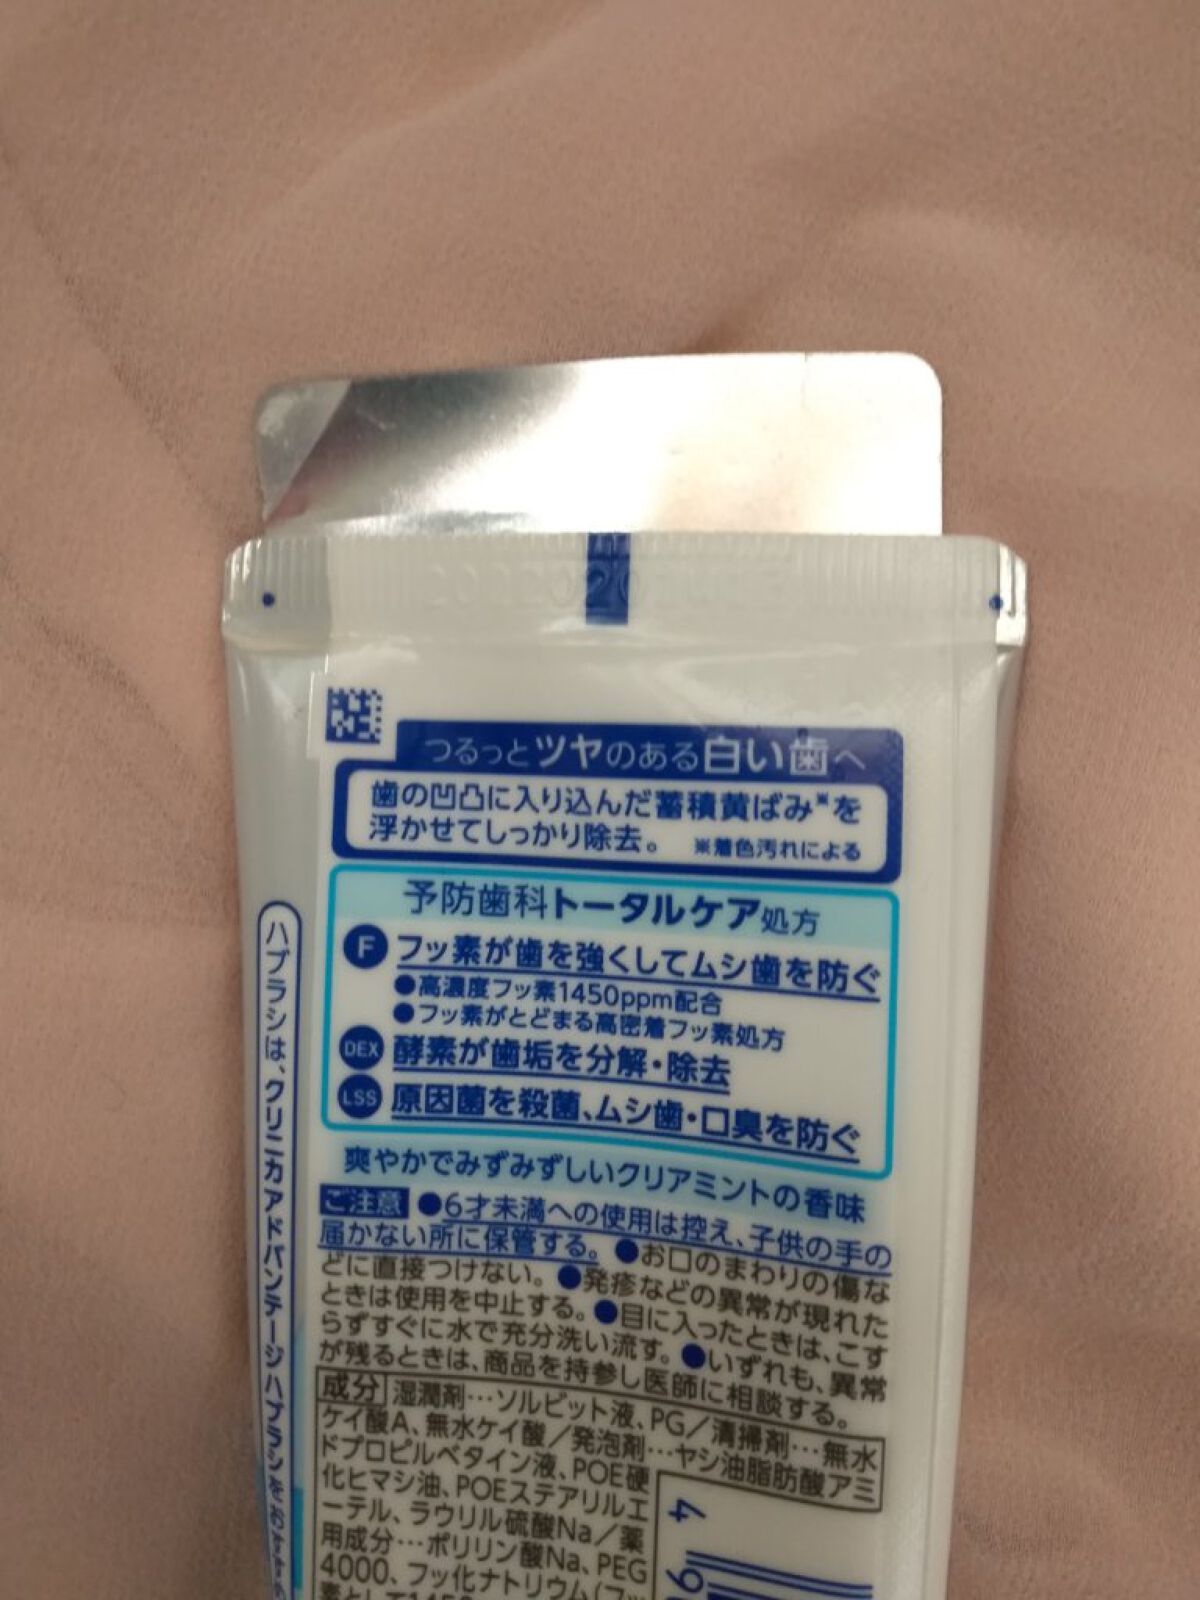 つるっとツヤのある白い歯へ
歯の凹凸に入り込んだ蓄積黄ばみ※を
浮かせてしっかり除去。 ※着色汚れによる
予防歯科トータルケア処方
F フッ素が歯を強くしてムシ歯を防ぐ
●高濃度フッ素1450ppm配合
●フッ素がとどまる高密着フッ素処方
DEX 酵素が歯垢を分解・除去
LSS 原因菌を殺菌、ムシ歯・口臭を防ぐ
爽やかでみずみずしいクリアミントの香味
ご注意 ●6才未満への使用は控え、子供の手の
届かない所に保管する。●お口のまわりの傷な
どに直接つけない。●発疹などの異常が現れた
ときは使用を中止する。●目に入ったときは、こす
らずすぐに水で充分洗い流す。●いずれも、異常
が残るときは、商品を持参し医師に相談する。
成分 湿潤剤…ソルビット液、PG／清掃剤…無水
ケイ酸A、無水ケイ酸／発泡剤…ヤシ油脂肪酸アミ
ドプロピルベタイン液、POE硬
化ヒマシ油、POEステアリルエ
ーテル、ラウリル硫酸Na／薬
用成分…ポリリン酸Na、PEG
4000、フッ化ナトリウム(フッ
素として1450
ハブラシは、クリニカアドバンテージハブラシを
4